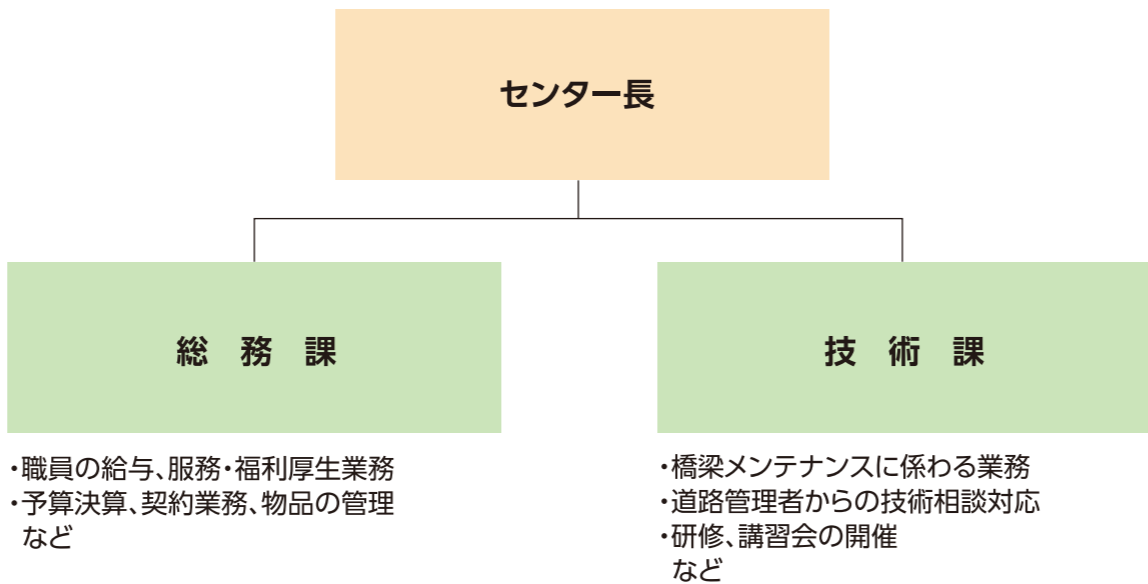 センター長
総　務　課
・職員の給与、服務・福利厚生業務
・予算決算、契約業務、物品の管理
など
技　術　課
・橋梁メンテナンスに係わる業務
・道路管理者からの技術相談対応
・研修、講習会の開催
など